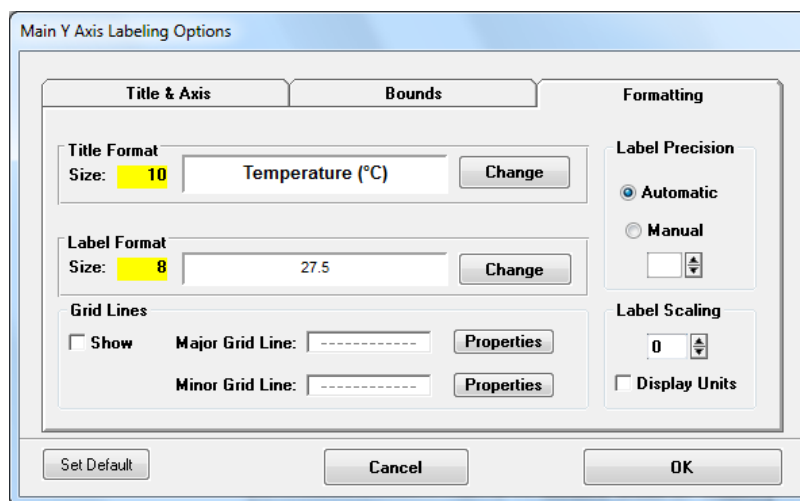 Main Y Axis Labeling Options
Title & Axis
Bounds
Formatting
Title Format
Size: 10
Temperature (°C)
Change
Label Format
Size: 8
27.5
Change
Grid Lines
Show
Major Grid Line: ------------
Properties
Minor Grid Line: ------------
Properties
Label Precision
Automatic
Manual
Label Scaling
0
Display Units
Set Default
Cancel
OK